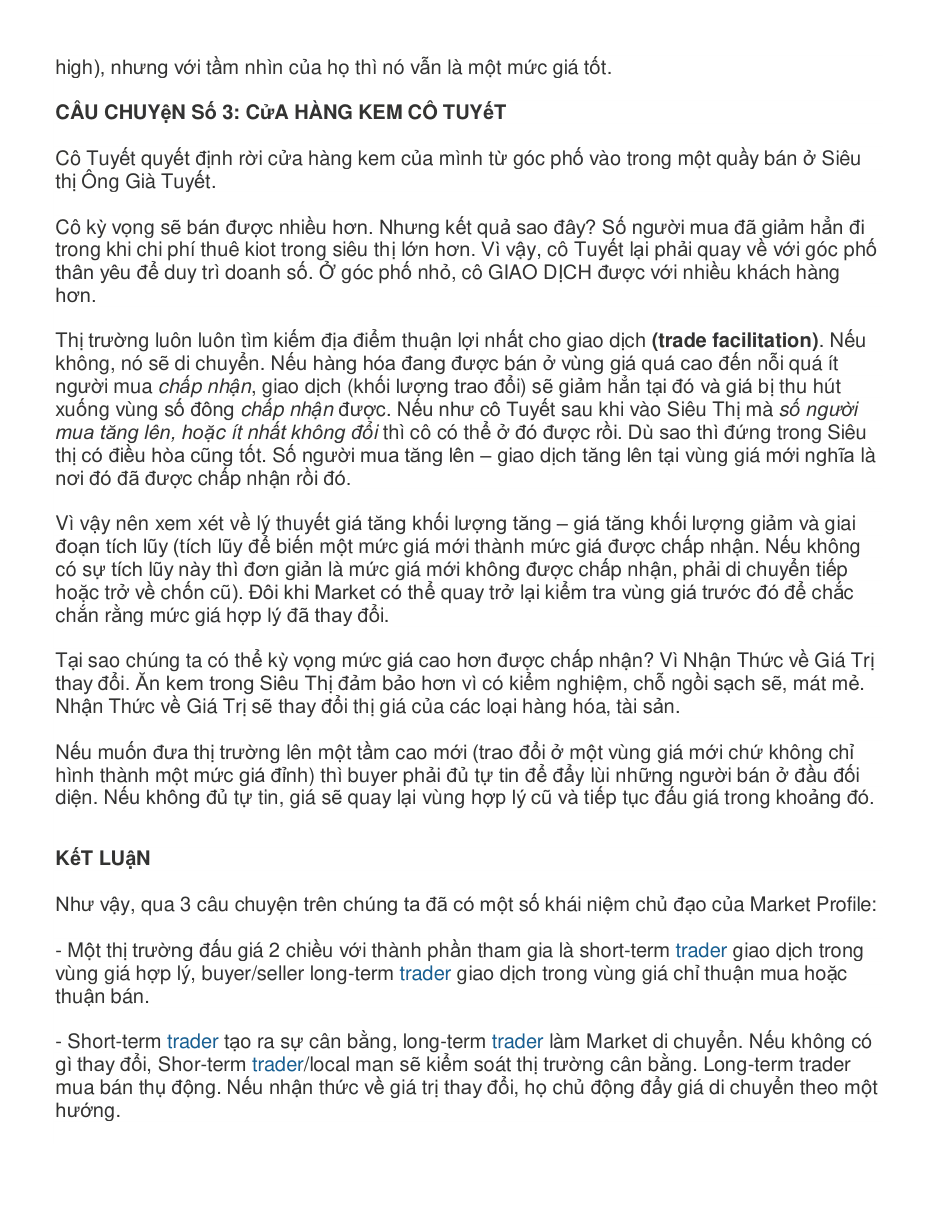 high), nhưng với tầm nhìn của họ thì nó vẫn là một mức giá tốt.
CÂU CHUYệN Số 3: CửA HÀNG KEM CÔ TUYếT
Cô Tuyết quyết định rời cửa hàng kem của mình từ góc phố vào trong một quầy bán ở Siêu
thị Ông Già Tuyết.
Cô kỳ vọng sẽ bán được nhiều hơn. Nhưng kết quả sao đây? Số người mua đã giảm hẳn đi
trong khi chi phí thuê kiot trong siêu thị lớn hơn. Vì vậy, cô Tuyết lại phải quay về với góc phố
thân yêu để duy trì doanh số. Ở góc phố nhỏ, cô GIAO DỊCH được với nhiều khách hàng
hơn.
Thị trường luôn luôn tìm kiếm địa điểm thuận lợi nhất cho giao dịch (trade facilitation). Nếu
không, nó sẽ di chuyển. Nếu hàng hóa đang được bán ở vùng giá quá cao đến nỗi quá ít
người mua chấp nhận, giao dịch (khối lượng trao đổi) sẽ giảm hẳn tại đó và giá bị thu hút
xuống vùng số đông chấp nhận được. Nếu như cô Tuyết sau khi vào Siêu Thị mà số người
mua tăng lên, hoặc ít nhất không đổi thì cô có thể ở đó được rồi. Dù sao thì đứng trong Siêu
thị có điều hòa cũng tốt. Số người mua tăng lên – giao dịch tăng lên tại vùng giá mới nghĩa là
nơi đó đã được chấp nhận rồi đó.
Vì vậy nên xem xét về lý thuyết giá tăng khối lượng tăng – giá tăng khối lượng giảm và giai
đoạn tích lũy (tích lũy để biến một mức giá mới thành mức giá được chấp nhận. Nếu không
có sự tích lũy này thì đơn giản là mức giá mới không được chấp nhận, phải di chuyển tiếp
hoặc trở về chốn cũ). Đôi khi Market có thể quay trở lại kiểm tra vùng giá trước đó để chắc
chắn rằng mức giá hợp lý đã thay đổi.
Tại sao chúng ta có thể kỳ vọng mức giá cao hơn được chấp nhận? Vì Nhận Thức về Giá Trị
thay đổi. Ăn kem trong Siêu Thị đảm bảo hơn vì có kiểm nghiệm, chỗ ngồi sạch sẽ, mát mẻ.
Nhận Thức về Giá Trị sẽ thay đổi thị giá của các loại hàng hóa, tài sản.
Nếu muốn đưa thị trường lên một tầm cao mới (trao đổi ở một vùng giá mới chứ không chỉ
hình thành một mức giá đỉnh) thì buyer phải đủ tự tin để đẩy lùi những người bán ở đầu đối
diện. Nếu không đủ tự tin, giá sẽ quay lại vùng hợp lý cũ và tiếp tục đấu giá trong khoảng đó.
KếT LUậN
Như vậy, qua 3 câu chuyện trên chúng ta đã có một số khái niệm chủ đạo của Market Profile:
- Một thị trường đấu giá 2 chiều với thành phần tham gia là short-term trader giao dịch trong
vùng giá hợp lý, buyer/seller long-term trader giao dịch trong vùng giá chỉ thuận mua hoặc
thuận bán.
- Short-term trader tạo ra sự cân bằng, long-term trader làm Market di chuyển. Nếu không có
gì thay đổi, Shor-term trader/local man sẽ kiểm soát thị trường cân bằng. Long-term trader
mua bán thụ động. Nếu nhận thức về giá trị thay đổi, họ chủ động đẩy giá di chuyển theo một
hướng.